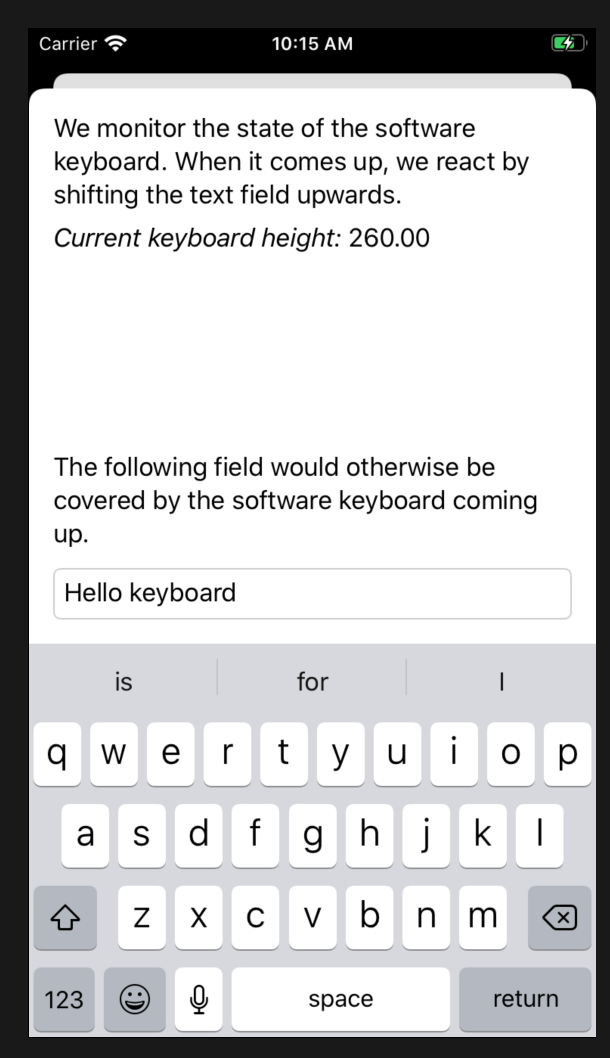 Carrier 10:15 AM
We monitor the state of the software
keyboard. When it comes up, we react by
shifting the text field upwards.
Current keyboard height: 260.00
The following field would otherwise be
covered by the software keyboard coming
up.
Hello keyboard
is for I
q w e r t y u i o p
a s d f g h j k l
z x c v b n m
123 space return